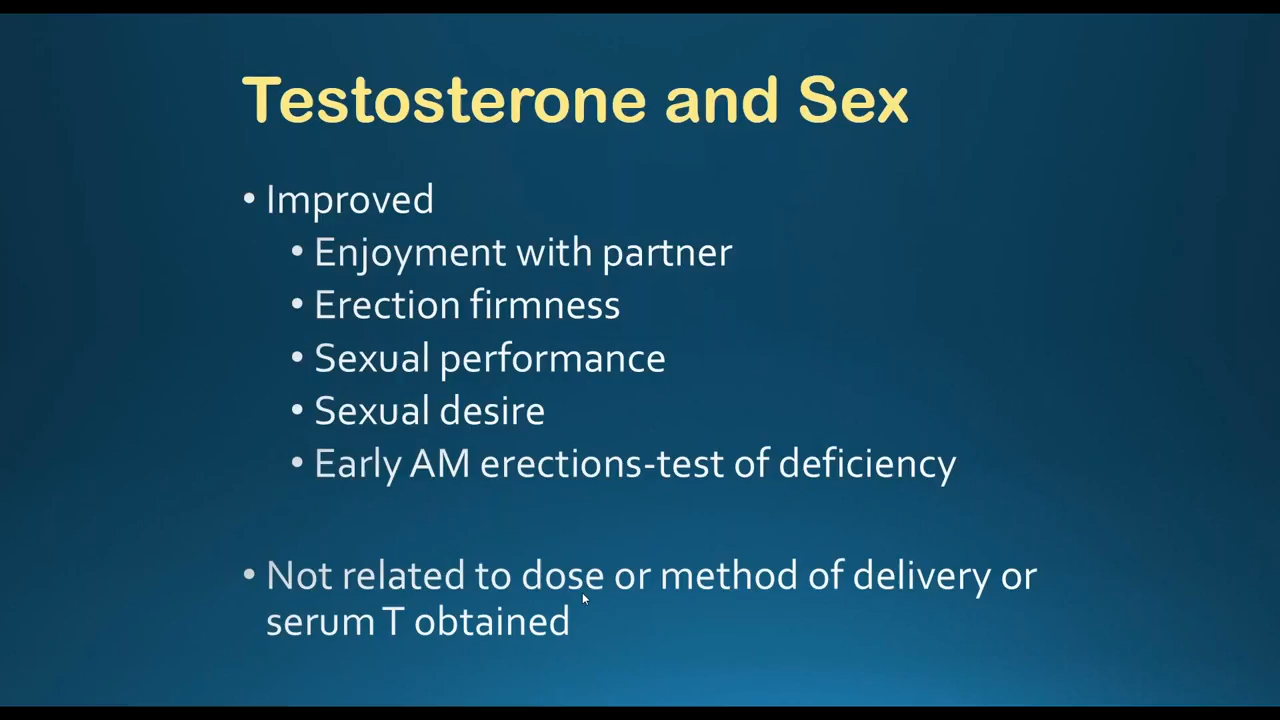 Testosterone and Sex
• Improved
• Enjoyment with partner
• Erection firmness
• Sexual performance
• Sexual desire
• Early AM erections-test of deficiency
• Not related to dose or method of delivery or
serum T obtained